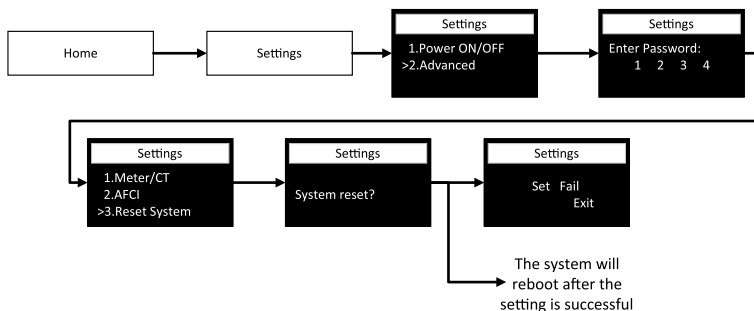 Home
Settings
Settings
1.Power ON/OFF
>2.Advanced
Settings
Enter Password:
1 2 3 4
Settings
1.Meter/CT
2.AFCI
>3.Reset System
Settings
System reset?
Settings
Set Fail
Exit
The system will
reboot after the
setting is successful